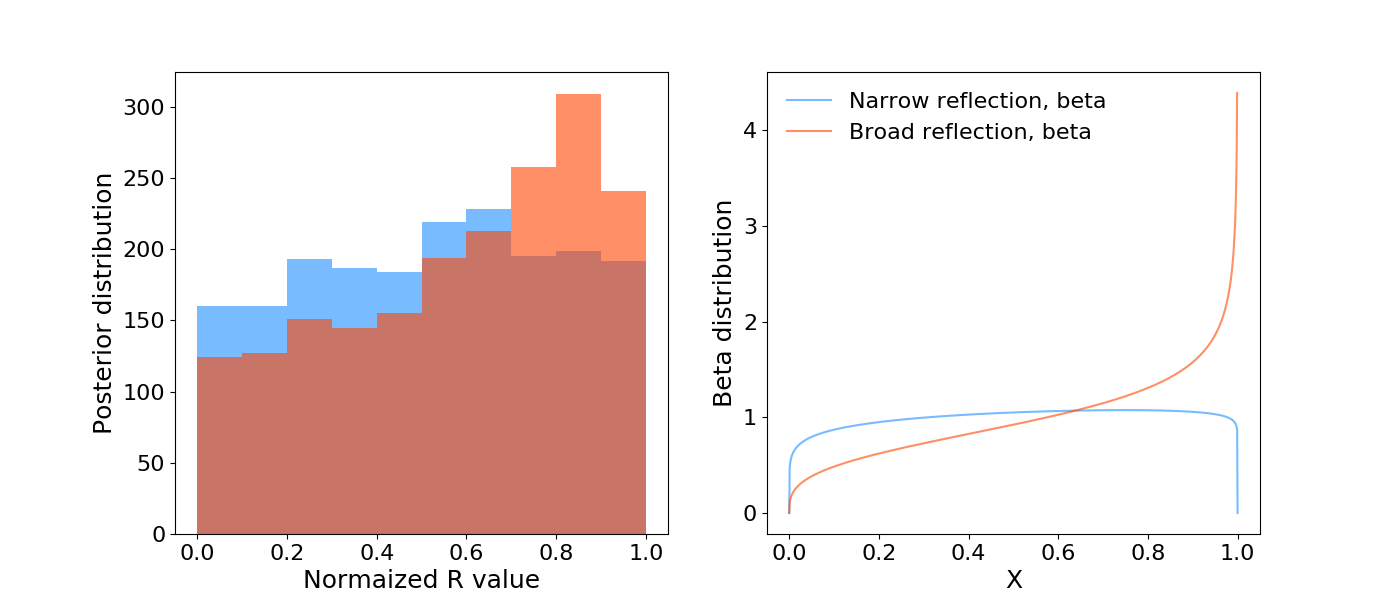 Posterior distribution
300
250
200
150
100
50
0
0.0 0.2 0.4 0.6 0.8 1.0
Normaized R value
Beta distribution
Narrow reflection, beta
Broad reflection, beta
4
3
2
1
0
0.0 0.2 0.4 0.6 0.8 1.0
X